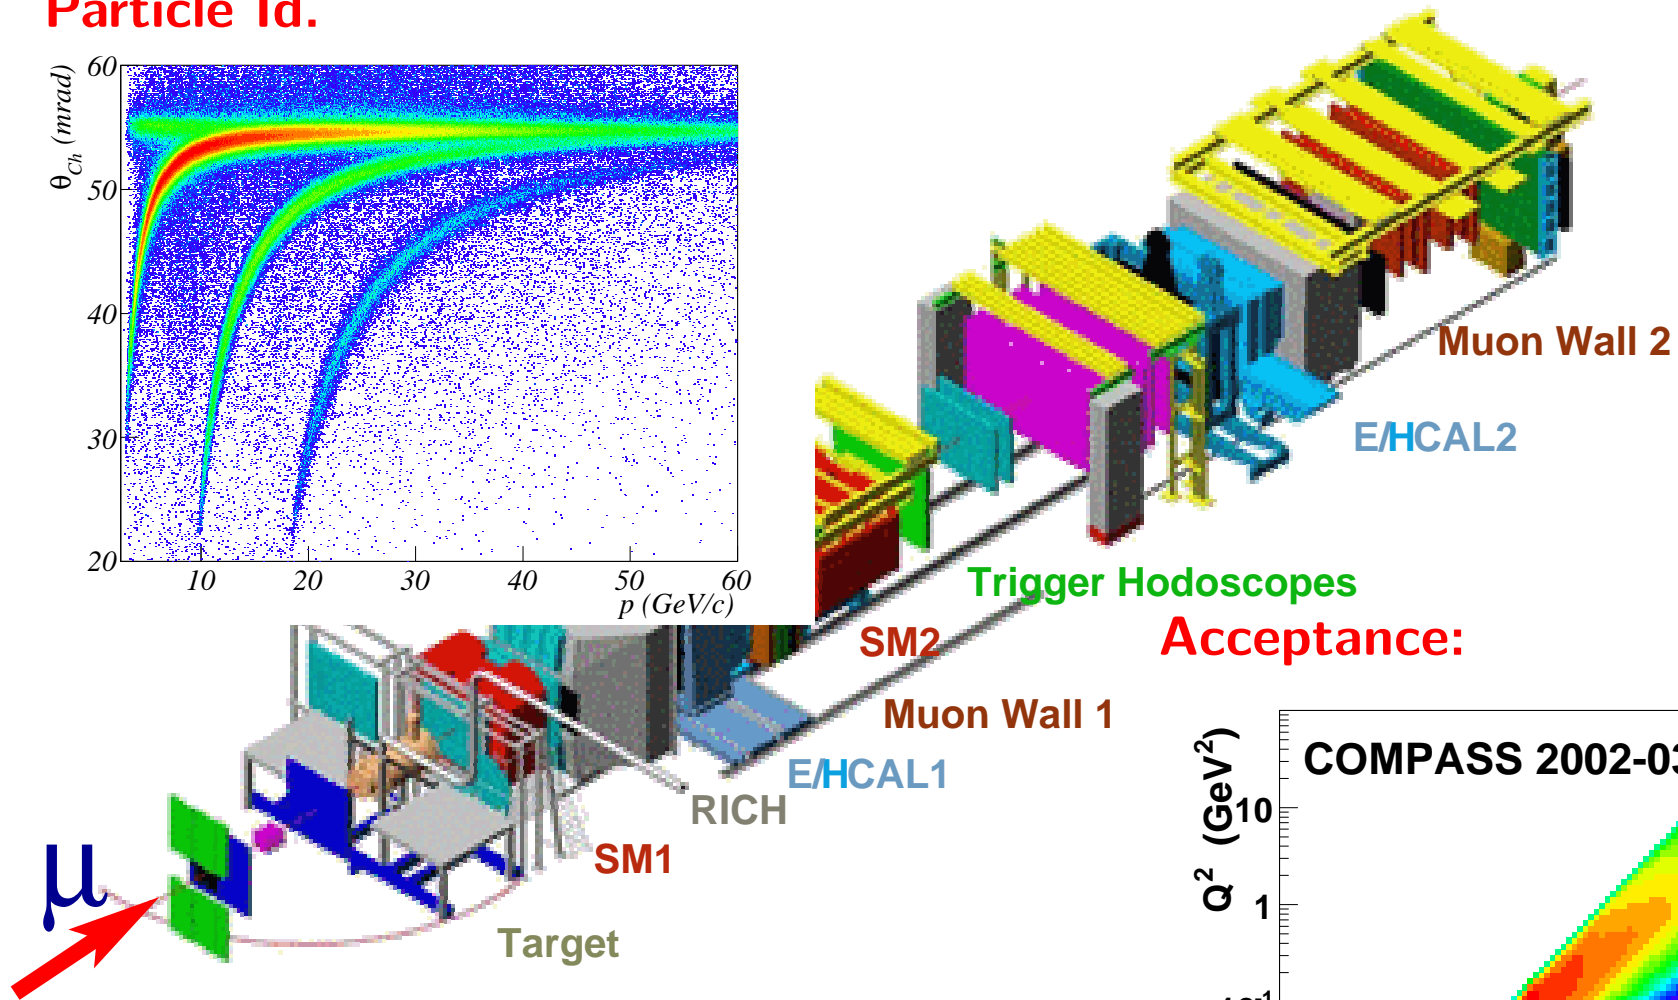 Particle Id.
θCh (mrad)
60
50
40
30
20
10 20 30 40 50 60
p (GeV/c)
Muon Wall 2
E/HCAL2
Trigger Hodoscopes
SM2
Acceptance:
Muon Wall 1
E/HCAL1
RICH
SM1
Target
μ
COMPASS 2002-03
Q² (GeV²)
10
1